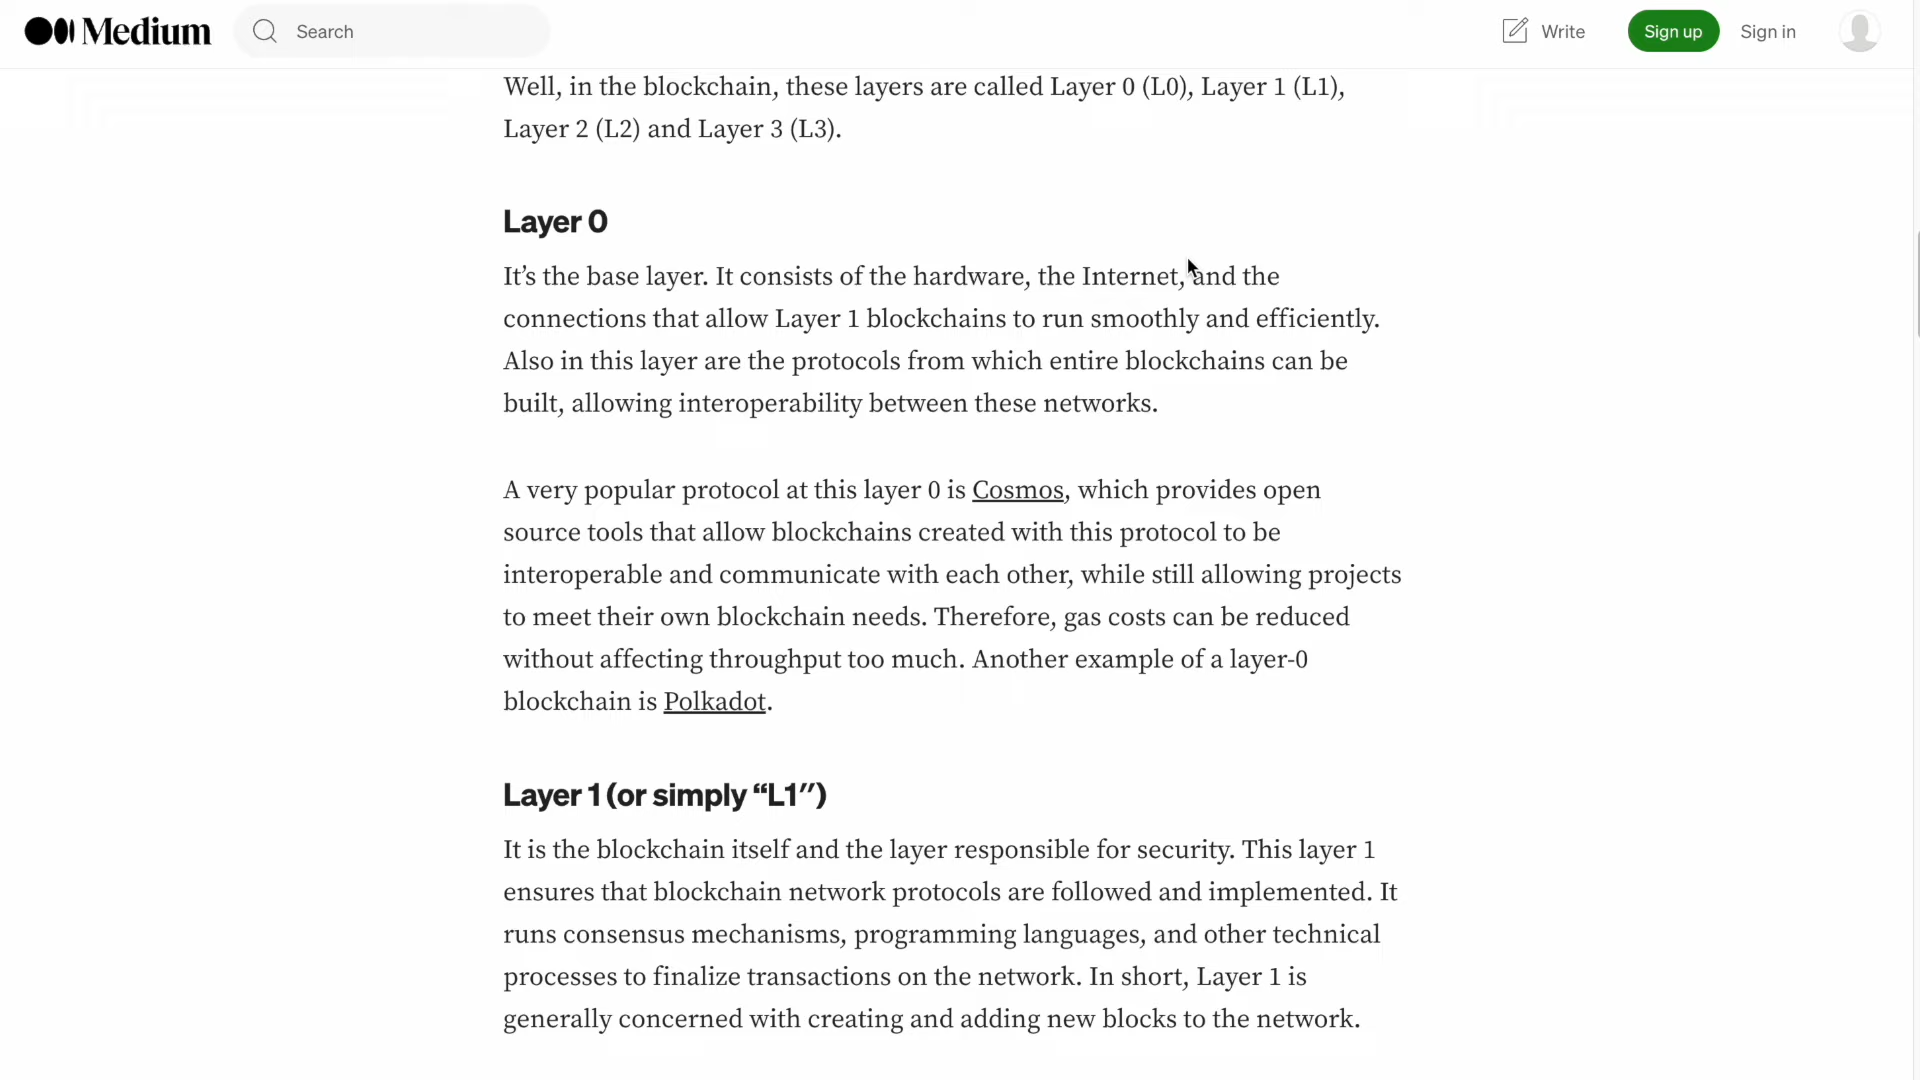 Medium
Search
Write
Sign up
Sign in
Well, in the blockchain, these layers are called Layer 0 (L0), Layer 1 (L1),
Layer 2 (L2) and Layer 3 (L3).
Layer 0
It’s the base layer. It consists of the hardware, the Internet, and the
connections that allow Layer 1 blockchains to run smoothly and efficiently.
Also in this layer are the protocols from which entire blockchains can be
built, allowing interoperability between these networks.
A very popular protocol at this layer 0 is Cosmos, which provides open
source tools that allow blockchains created with this protocol to be
interoperable and communicate with each other, while still allowing projects
to meet their own blockchain needs. Therefore, gas costs can be reduced
without affecting throughput too much. Another example of a layer-0
blockchain is Polkadot.
Layer 1 (or simply “L1″)
It is the blockchain itself and the layer responsible for security. This layer 1
ensures that blockchain network protocols are followed and implemented. It
runs consensus mechanisms, programming languages, and other technical
processes to finalize transactions on the network. In short, Layer 1 is
generally concerned with creating and adding new blocks to the network.